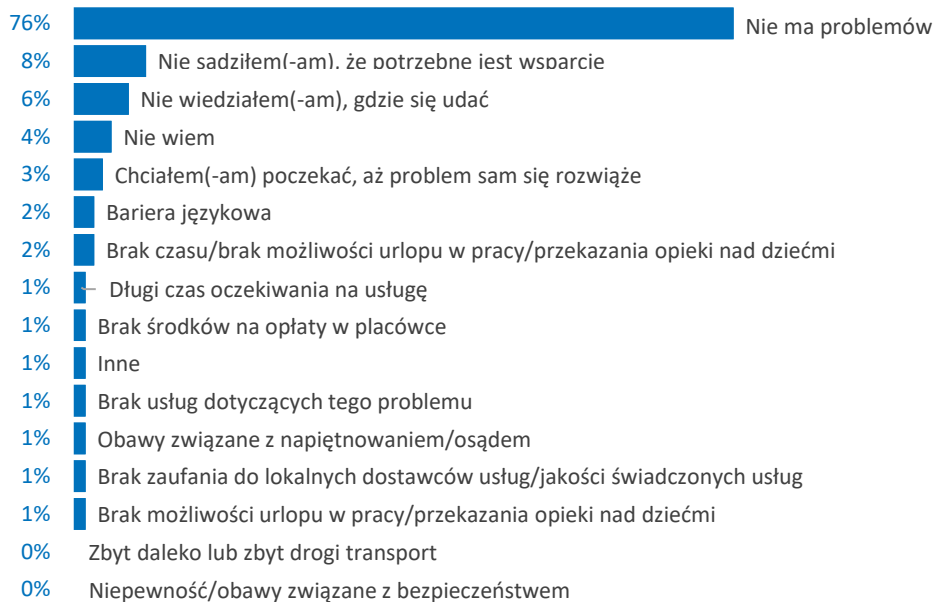 76% Nie ma problemów
8% Nie sądziłem(-am), że potrzebne jest wsparcie
6% Nie wiedziałem(-am), gdzie się udać
4% Nie wiem
3% Chciałem(-am) poczekać, aż problem sam się rozwiąże
2% Bariera językowa
2% Brak czasu/brak możliwości urlopu w pracy/przekazania opieki nad dziećmi
1% Długi czas oczekiwania na usługę
1% Brak środków na opłaty w placówce
1% Inne
1% Brak usług dotyczących tego problemu
1% Obawy związane z napiętnowaniem/osądem
1% Brak zaufania do lokalnych dostawców usług/jakości świadczonych usług
1% Brak możliwości urlopu w pracy/przekazania opieki nad dziećmi
0% Zbyt daleko lub zbyt drogi transport
0% Niepewność/obawy związane z bezpieczeństwem